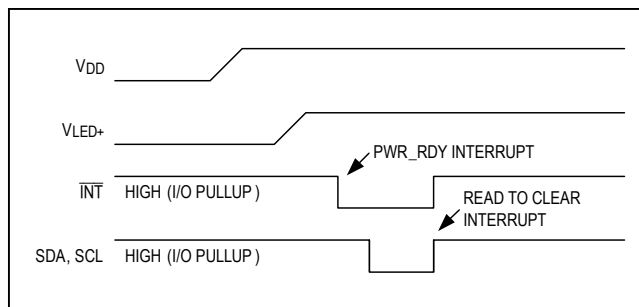 VDD
VLED+
PWR_RDY INTERRUPT
INT HIGH (I/O PULLUP)
READ TO CLEAR
INTERRUPT
SDA, SCL HIGH (I/O PULLUP)